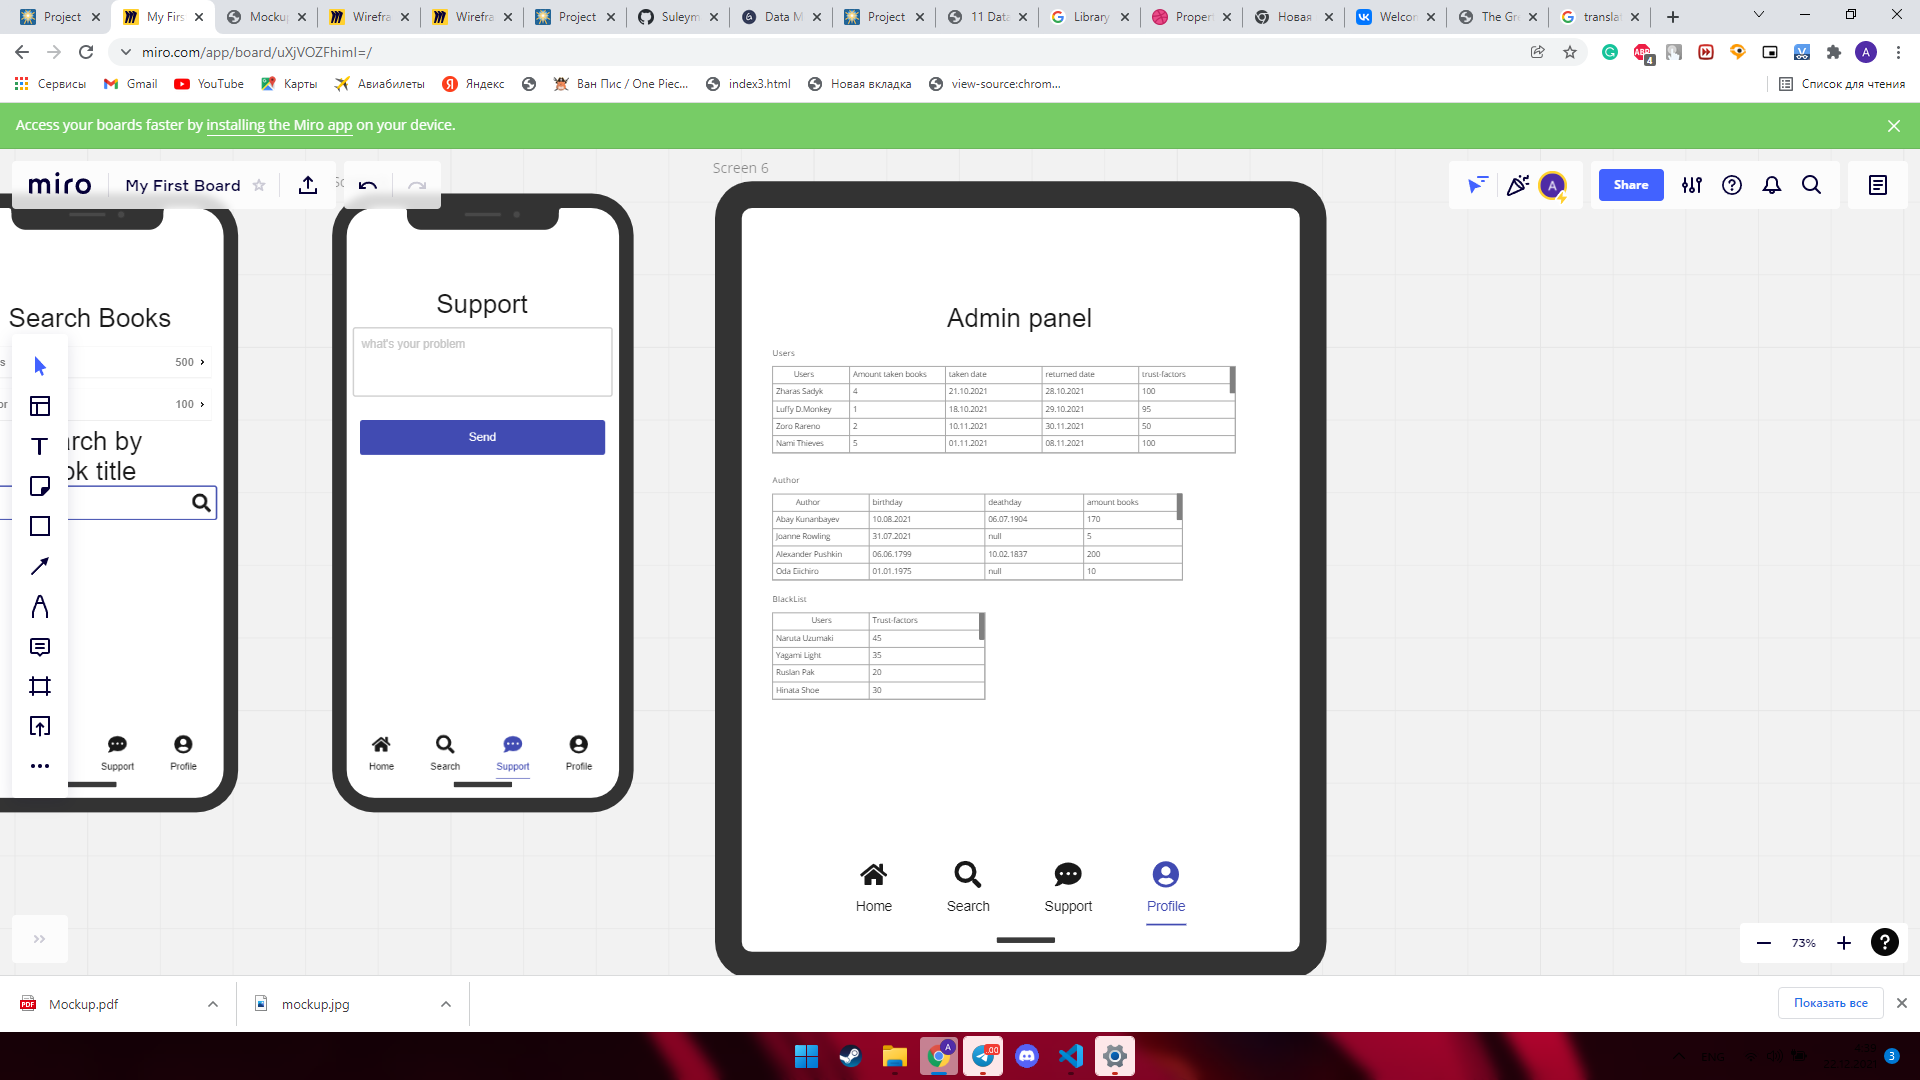 Project
My Firs
Mockup
Wirefra
Wirefra
Project
Suleym
Data M
Project
11 Data
Library
Propert
Новая
Welcon
The Gr
translat
miro.com/app/board/uXjVOZFhimI=/
Сервисы
Gmail
YouTube
Карты
Авиабилеты
Яндекс
Ван Пис / One Piec...
index3.html
Новая вкладка
view-source:chrom...
Список для чтения
Access your boards faster by installing the Miro app on your device.
miro
My First Board
Share
Screen 6
Search Books
500
100
arch by
ok title
Support
Profile
Support
what's your problem
Send
Home
Search
Support
Profile
Admin panel
Users
Users Amount taken books taken date returned date trust-factors
Zharas Sadyk 4 21.10.2021 28.10.2021 100
Luffy D.Monkey 1 18.10.2021 29.10.2021 95
Zoro Rareno 2 10.11.2021 30.11.2021 50
Nami Thieves 5 01.11.2021 08.11.2021 100
Author
Author birthday deathday amount books
Abay Kunanbayev 10.08.2021 06.07.1904 170
Joanne Rowling 31.07.2021 null 5
Alexander Pushkin 06.06.1799 10.02.1837 200
Oda Eiichiro 01.01.1975 null 10
BlackList
Users Trust-factors
Naruta Uzumaki 45
Yagami Light 35
Ruslan Pak 20
Hinata Shoe 30
Home
Search
Support
Profile
73%
Mockup.pdf
mockup.jpg
Показать все
3